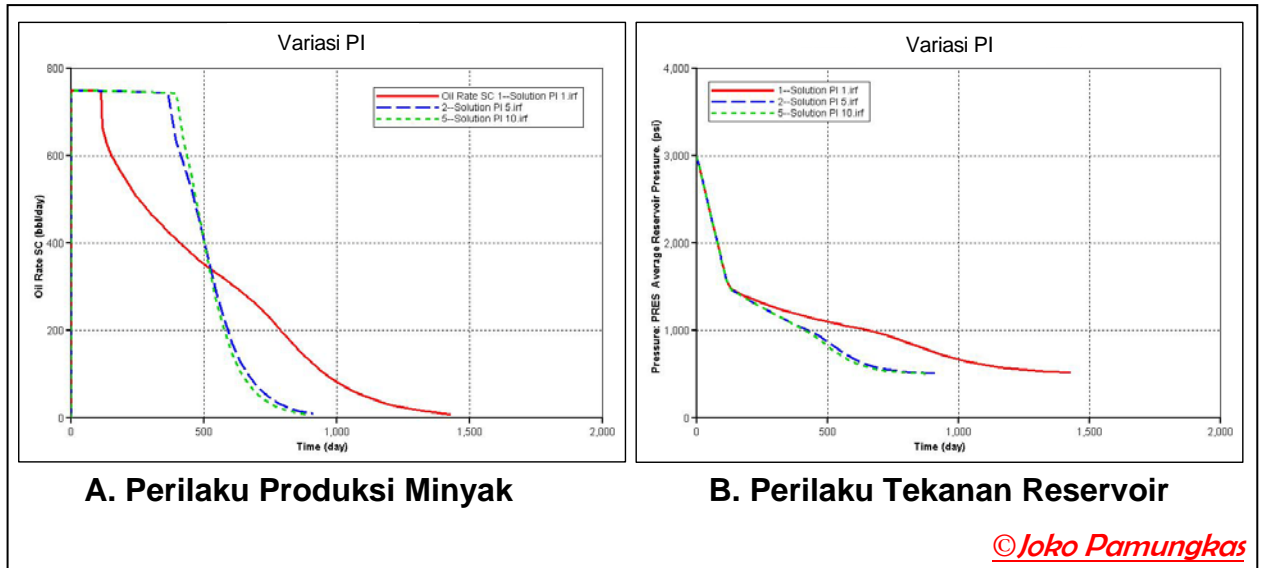 Variasi PI
800
600
400
200
0
0
500
1,000
1,500
2,000
Oil Rate SC (bbl/day)
Time (day)
Oil Rate SC 1--Solution PI 1.irf
2--Solution PI 5.irf
5--Solution PI 10.irf
Variasi PI
4,000
3,000
2,000
1,000
0
0
500
1,000
1,500
2,000
Pressure: PRES Average Reservoir Pressure. (psi)
Time (day)
1--Solution PI 1.irf
2--Solution PI 5.irf
5--Solution PI 10.irf
A. Perilaku Produksi Minyak
B. Perilaku Tekanan Reservoir
©Joko Pamungkas